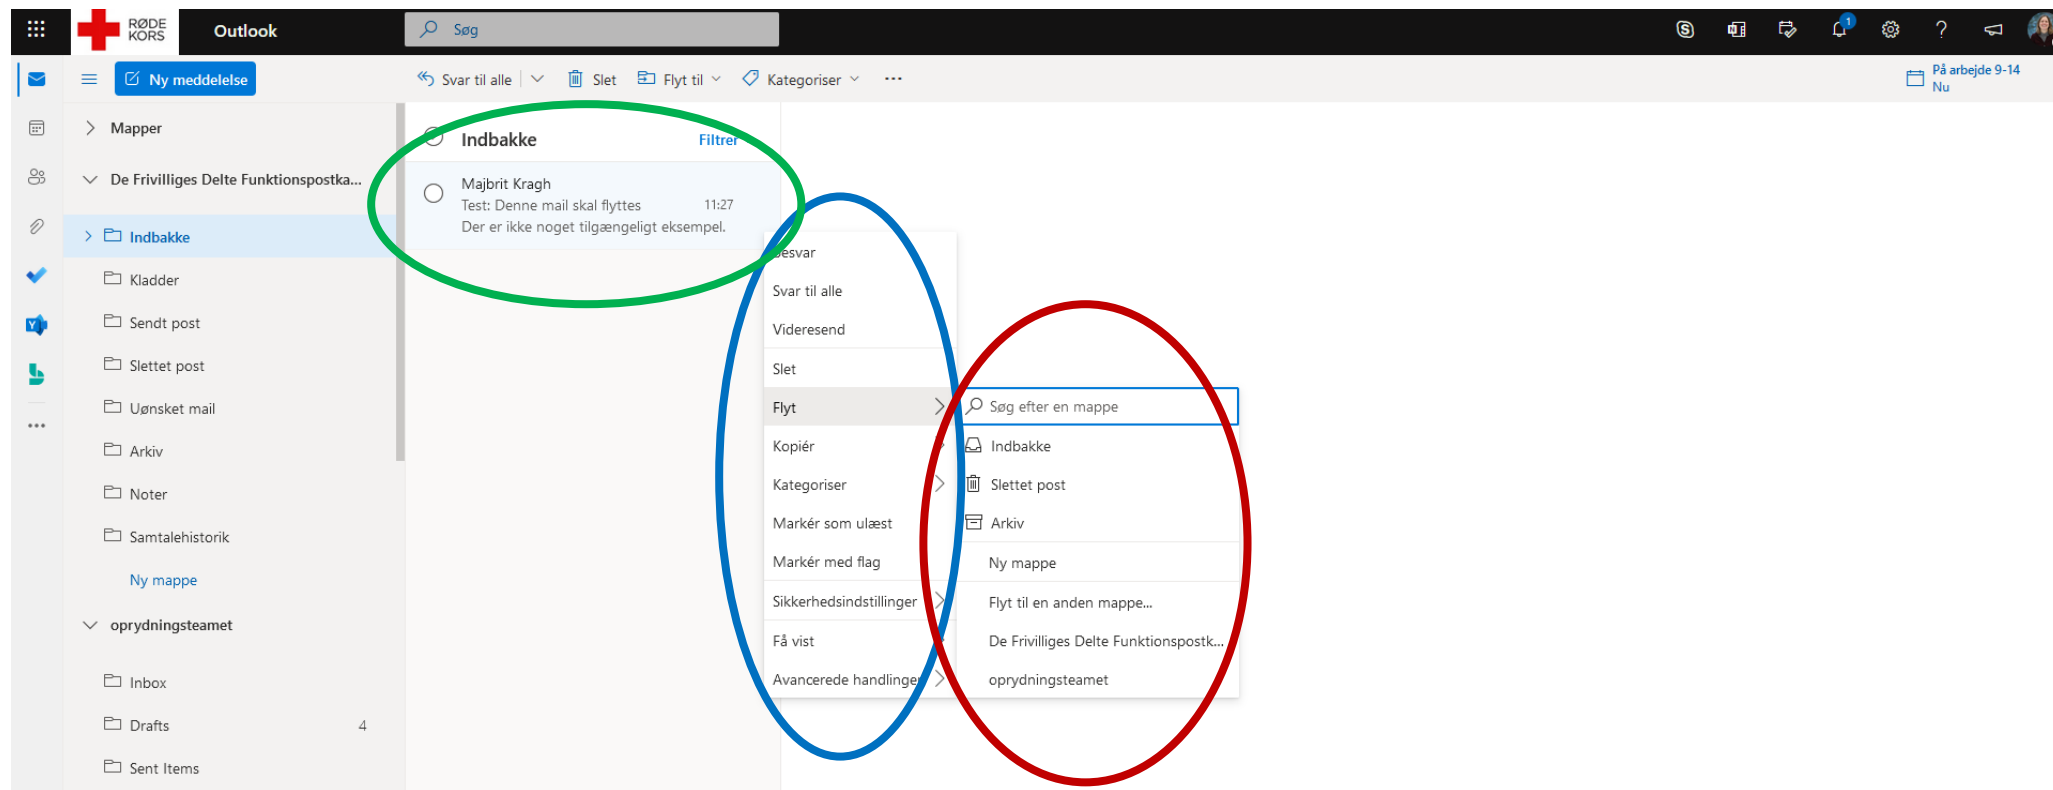 RØDE
KORS
Outlook
Søg
1
Ny meddelelse
Svar til alle
Slet
Flyt til
Kategoriser
På arbejde 9-14
Nu
Mapper
De Frivilliges Delte Funktionspostka...
Indbakke
Kladder
Sendt post
Slettet post
Uønsket mail
Arkiv
Noter
Samtalehistorik
Ny mappe
oprydningsteamet
Inbox
Drafts 4
Sent Items
Indbakke Filtrer
Majbrit Kragh
Test: Denne mail skal flyttes 11:27
Der er ikke noget tilgængeligt eksempel.
Besvar
Svar til alle
Videresend
Slet
Flyt
Kopiér
Kategoriser
Markér som ulæst
Markér med flag
Sikkerhedsindstillinger
Få vist
Avancerede handlinger
Søg efter en mappe
Indbakke
Slettet post
Arkiv
Ny mappe
Flyt til en anden mappe...
De Frivilliges Delte Funktionspostk...
oprydningsteamet